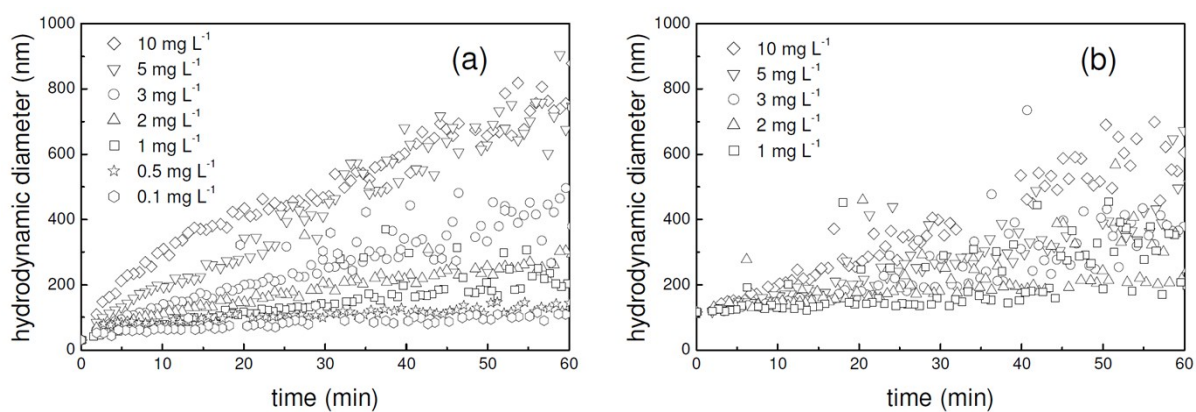 (a)
10 mg L⁻¹
5 mg L⁻¹
3 mg L⁻¹
2 mg L⁻¹
1 mg L⁻¹
0.5 mg L⁻¹
0.1 mg L⁻¹
hydrodynamic diameter (nm)
1000
800
600
400
200
0
0 10 20 30 40 50 60
time (min)
(b)
10 mg L⁻¹
5 mg L⁻¹
3 mg L⁻¹
2 mg L⁻¹
1 mg L⁻¹
hydrodynamic diameter (nm)
1000
800
600
400
200
0
0 10 20 30 40 50 60
time (min)